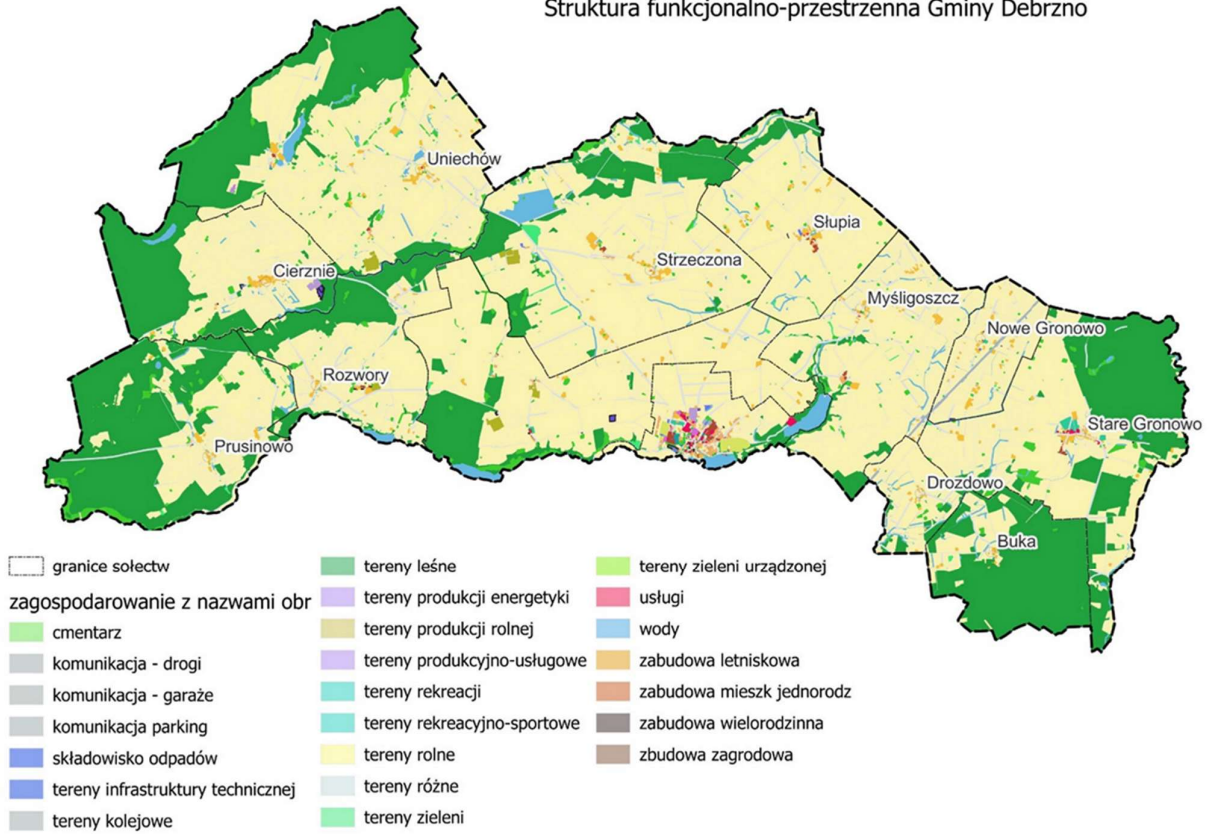 Struktura funkcjonalno-przestrzenna Gminy Debrzno
Uniechów
Słupia
Strzeczona
Cierznie
Myśligoszcz
Nowe Gronowo
Rozwory
Stare Gronowo
Prusinowo
Drozdowo
Buka
granice sołectw
zagospodarowanie z nazwami obr
cmentarz
komunikacja - drogi
komunikacja - garaże
komunikacja parking
składowisko odpadów
tereny infrastruktury technicznej
tereny kolejowe
tereny leśne
tereny produkcji energetyki
tereny produkcji rolnej
tereny produkcyjno-usługowe
tereny rekreacji
tereny rekreacyjno-sportowe
tereny rolne
tereny różne
tereny zieleni
tereny zieleni urządzonej
usługi
wody
zabudowa letniskowa
zabudowa mieszk jednorodz
zabudowa wielorodzinna
zbudowa zagrodowa